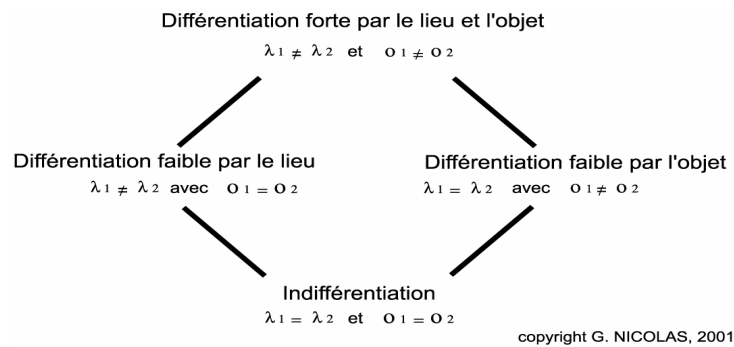 Différentiation forte par le lieu et l'objet
λ1 ≠ λ2 et O1 ≠ O2
Différentiation faible par le lieu
λ1 ≠ λ2 avec O1 = O2
Différentiation faible par l'objet
λ1 = λ2 avec O1 ≠ O2
Indifférentiation
λ1 = λ2 et O1 = O2
copyright G. NICOLAS, 2001